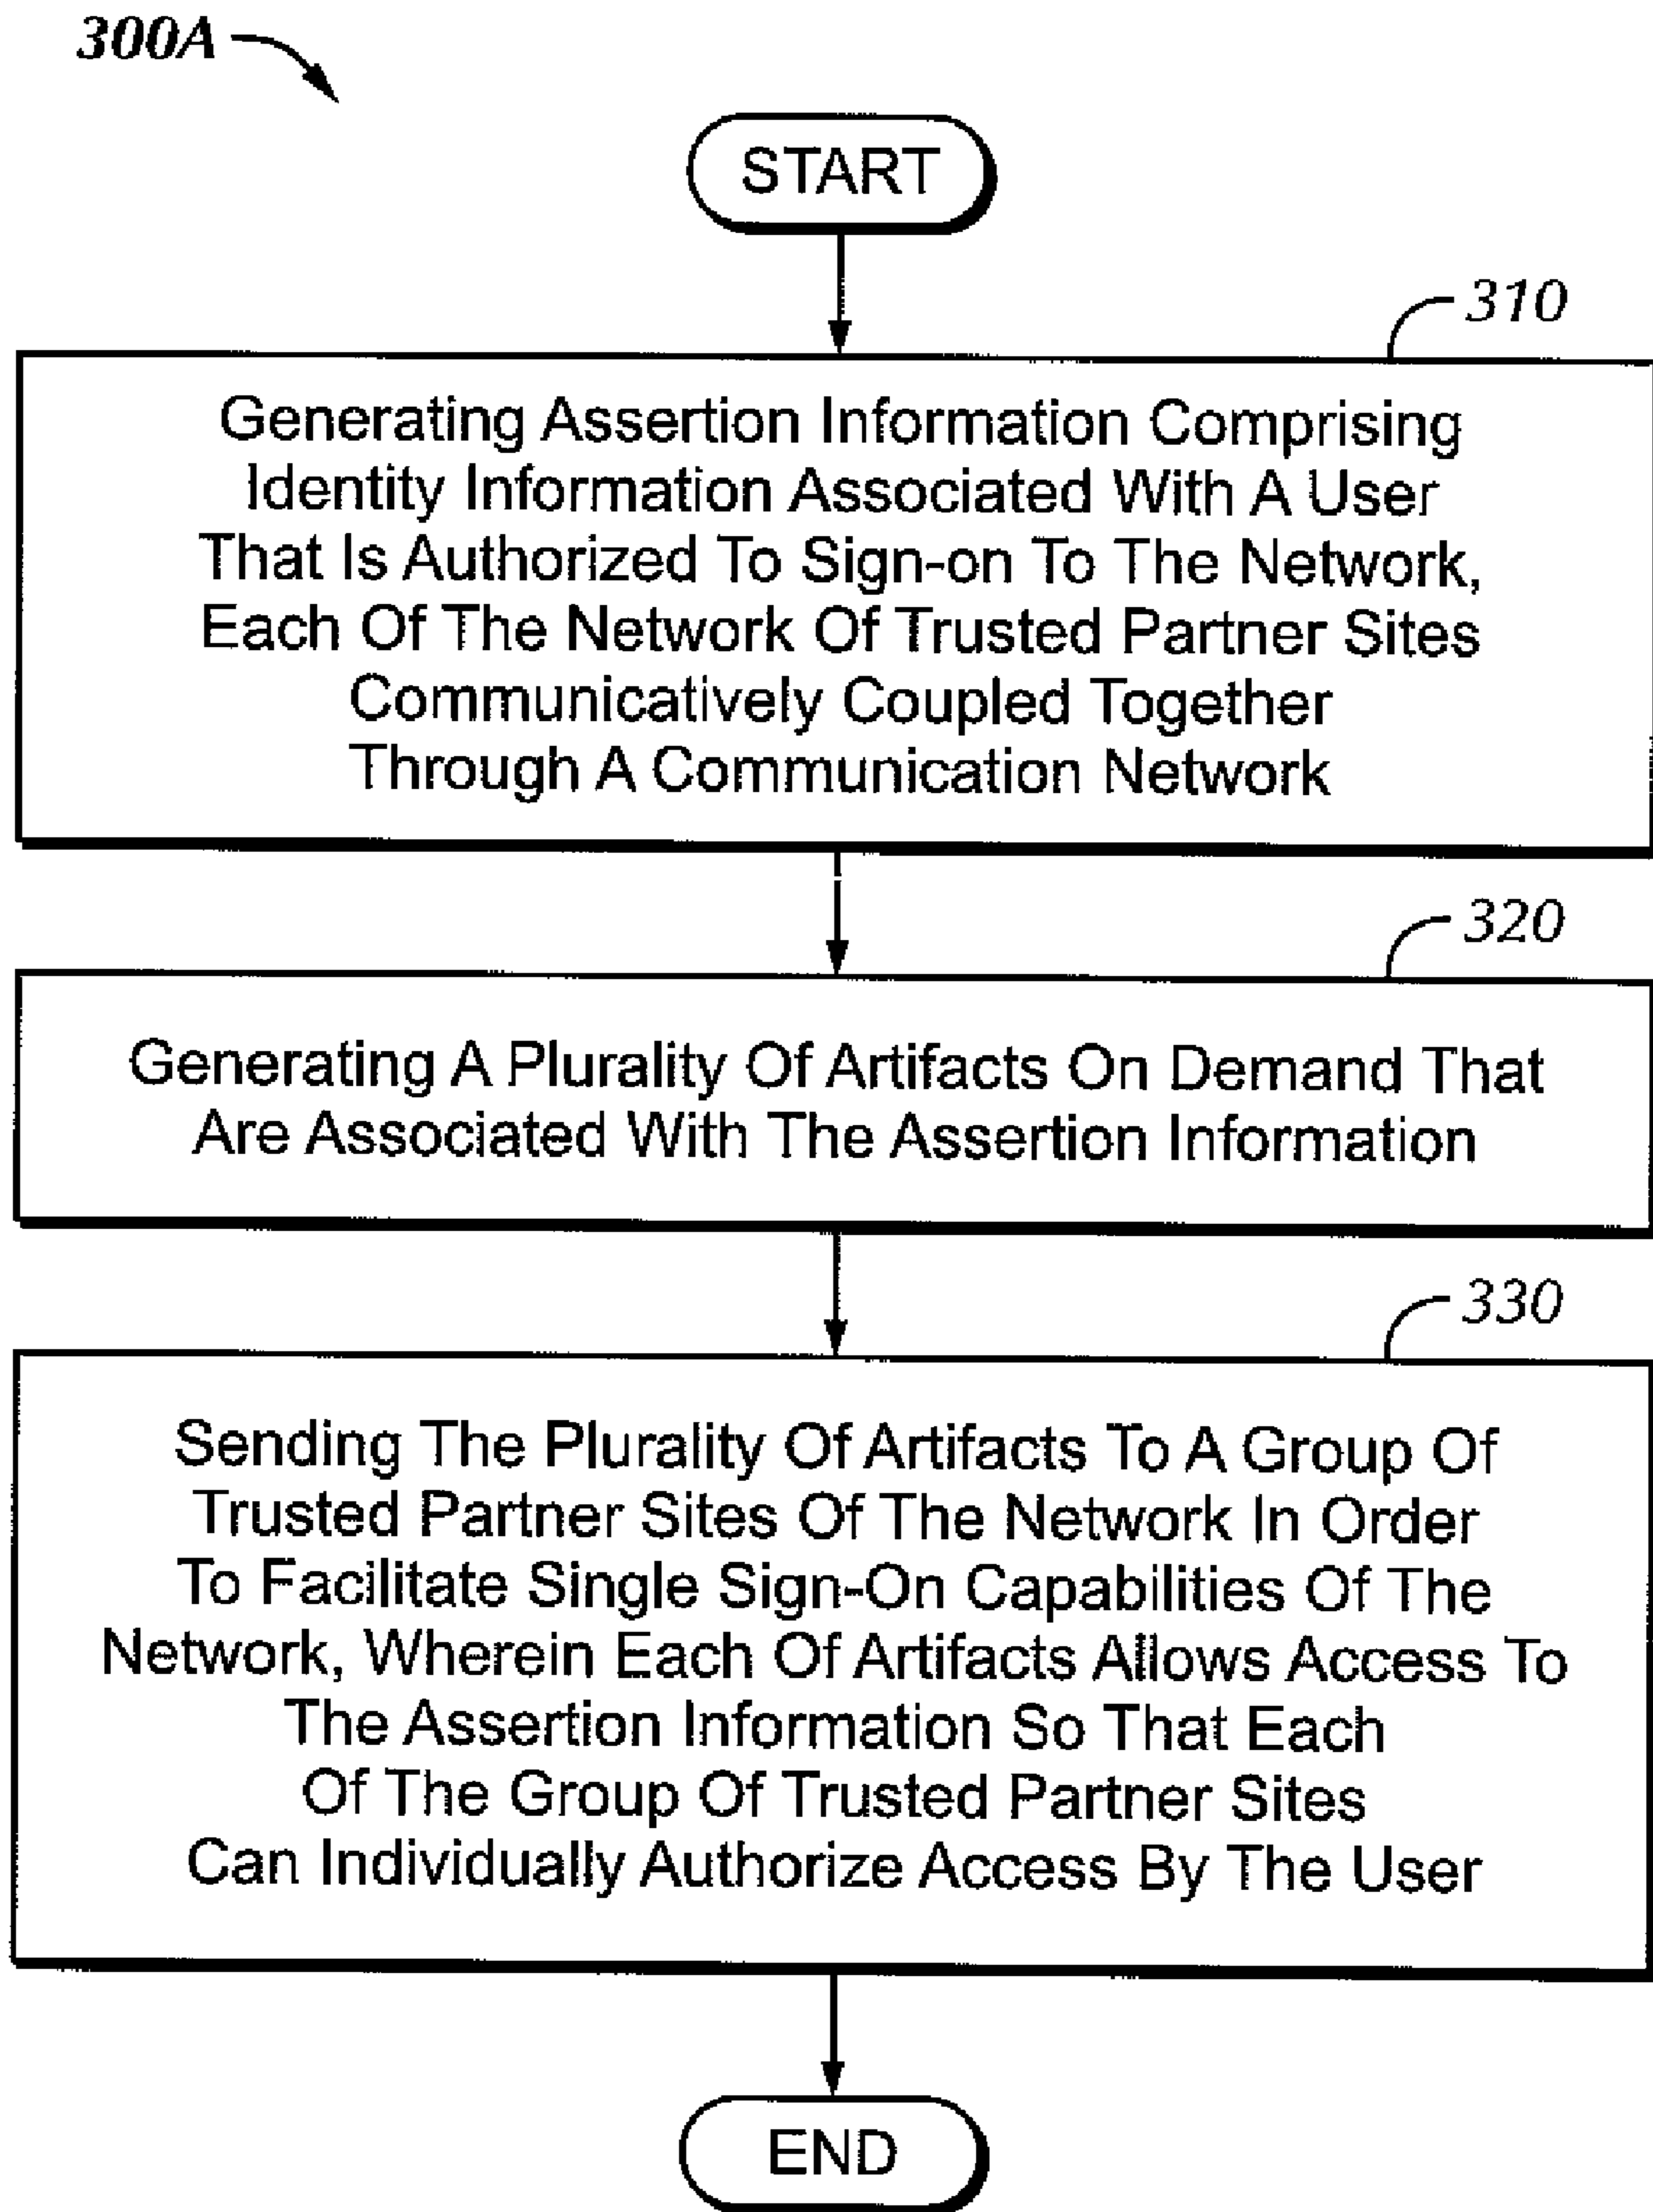 300A
START
310
Generating Assertion Information Comprising
Identity Information Associated With A User
That Is Authorized To Sign-on To The Network,
Each Of The Network Of Trusted Partner Sites
Communicatively Coupled Together
Through A Communication Network
320
Generating A Plurality Of Artifacts On Demand That
Are Associated With The Assertion Information
330
Sending The Plurality Of Artifacts To A Group Of
Trusted Partner Sites Of The Network In Order
To Facilitate Single Sign-On Capabilities Of The
Network, Wherein Each Of Artifacts Allows Access To
The Assertion Information So That Each
Of The Group Of Trusted Partner Sites
Can Individually Authorize Access By The User
END